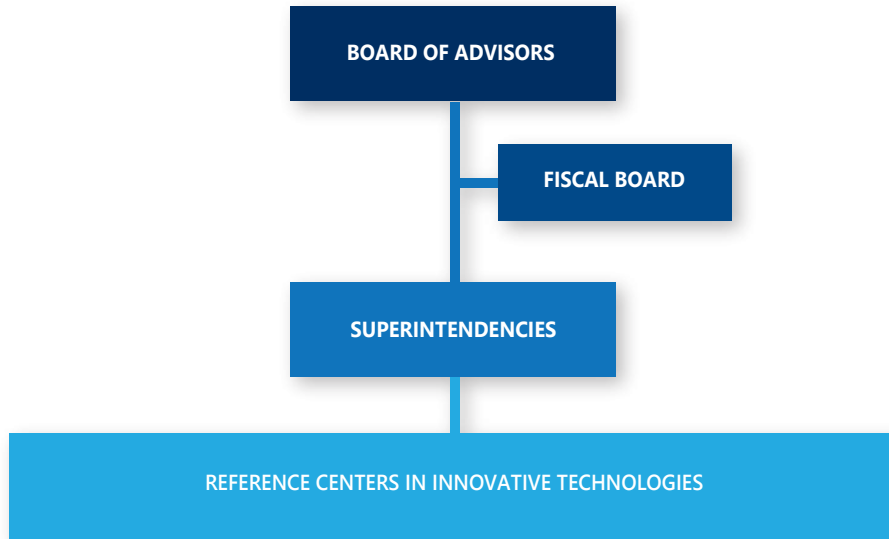 BOARD OF ADVISORS
FISCAL BOARD
SUPERINTENDENCIES
REFERENCE CENTERS IN INNOVATIVE TECHNOLOGIES